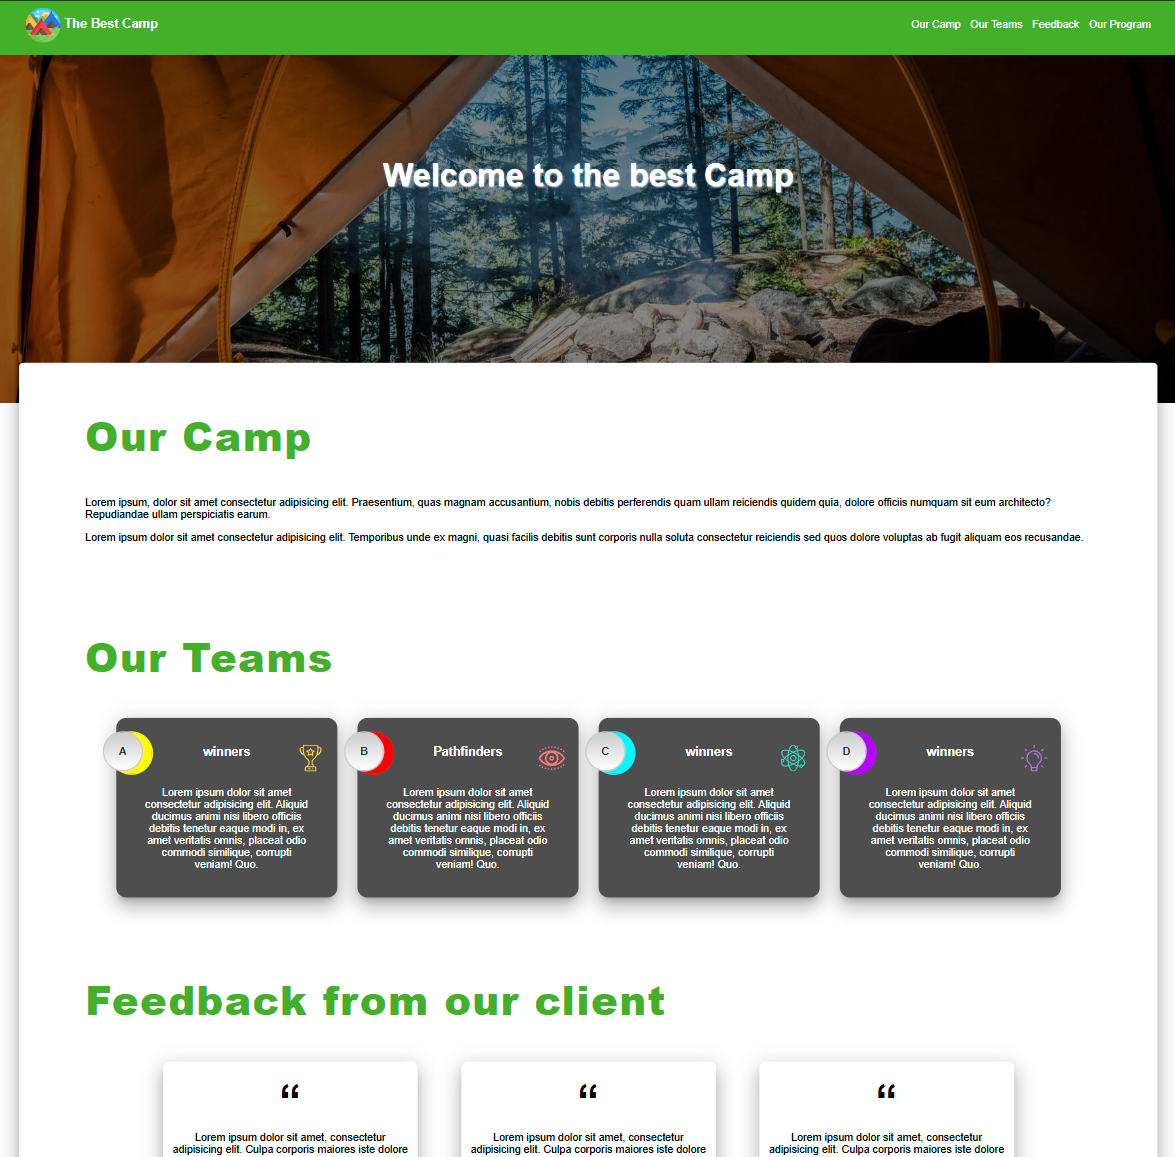 The Best Camp
Our Camp Our Teams Feedback Our Program
Welcome to the best Camp
Our Camp
Lorem ipsum, dolor sit amet consectetur adipisicing elit. Praesentium, quas magnam accusantium, nobis debitis perferendis quam ullam reiciendis quidem quia, dolore officiis numquam sit eum architecto?
Repudiandae ullam perspiciatis earum.
Lorem ipsum dolor sit amet consectetur adipisicing elit. Temporibus unde ex magni, quasi facilis debitis sunt corporis nulla soluta consectetur reiciendis sed quos dolore voluptas ab fugit aliquam eos recusandae.
Our Teams
A
winners
Lorem ipsum dolor sit amet
consectetur adipisicing elit. Aliquid
ducimus animi nisi libero officiis
debitis tenetur eaque modi in, ex
amet veritatis omnis, placeat odio
commodi similique, corrupti
veniam! Quo.
B
Pathfinders
Lorem ipsum dolor sit amet
consectetur adipisicing elit. Aliquid
ducimus animi nisi libero officiis
debitis tenetur eaque modi in, ex
amet veritatis omnis, placeat odio
commodi similique, corrupti
veniam! Quo.
C
winners
Lorem ipsum dolor sit amet
consectetur adipisicing elit. Aliquid
ducimus animi nisi libero officiis
debitis tenetur eaque modi in, ex
amet veritatis omnis, placeat odio
commodi similique, corrupti
veniam! Quo.
D
winners
Lorem ipsum dolor sit amet
consectetur adipisicing elit. Aliquid
ducimus animi nisi libero officiis
debitis tenetur eaque modi in, ex
amet veritatis omnis, placeat odio
commodi similique, corrupti
veniam! Quo.
Feedback from our client
“
Lorem ipsum dolor sit amet, consectetur
adipisicing elit. Culpa corporis maiores iste dolore
“
Lorem ipsum dolor sit amet, consectetur
adipisicing elit. Culpa corporis maiores iste dolore
“
Lorem ipsum dolor sit amet, consectetur
adipisicing elit. Culpa corporis maiores iste dolore